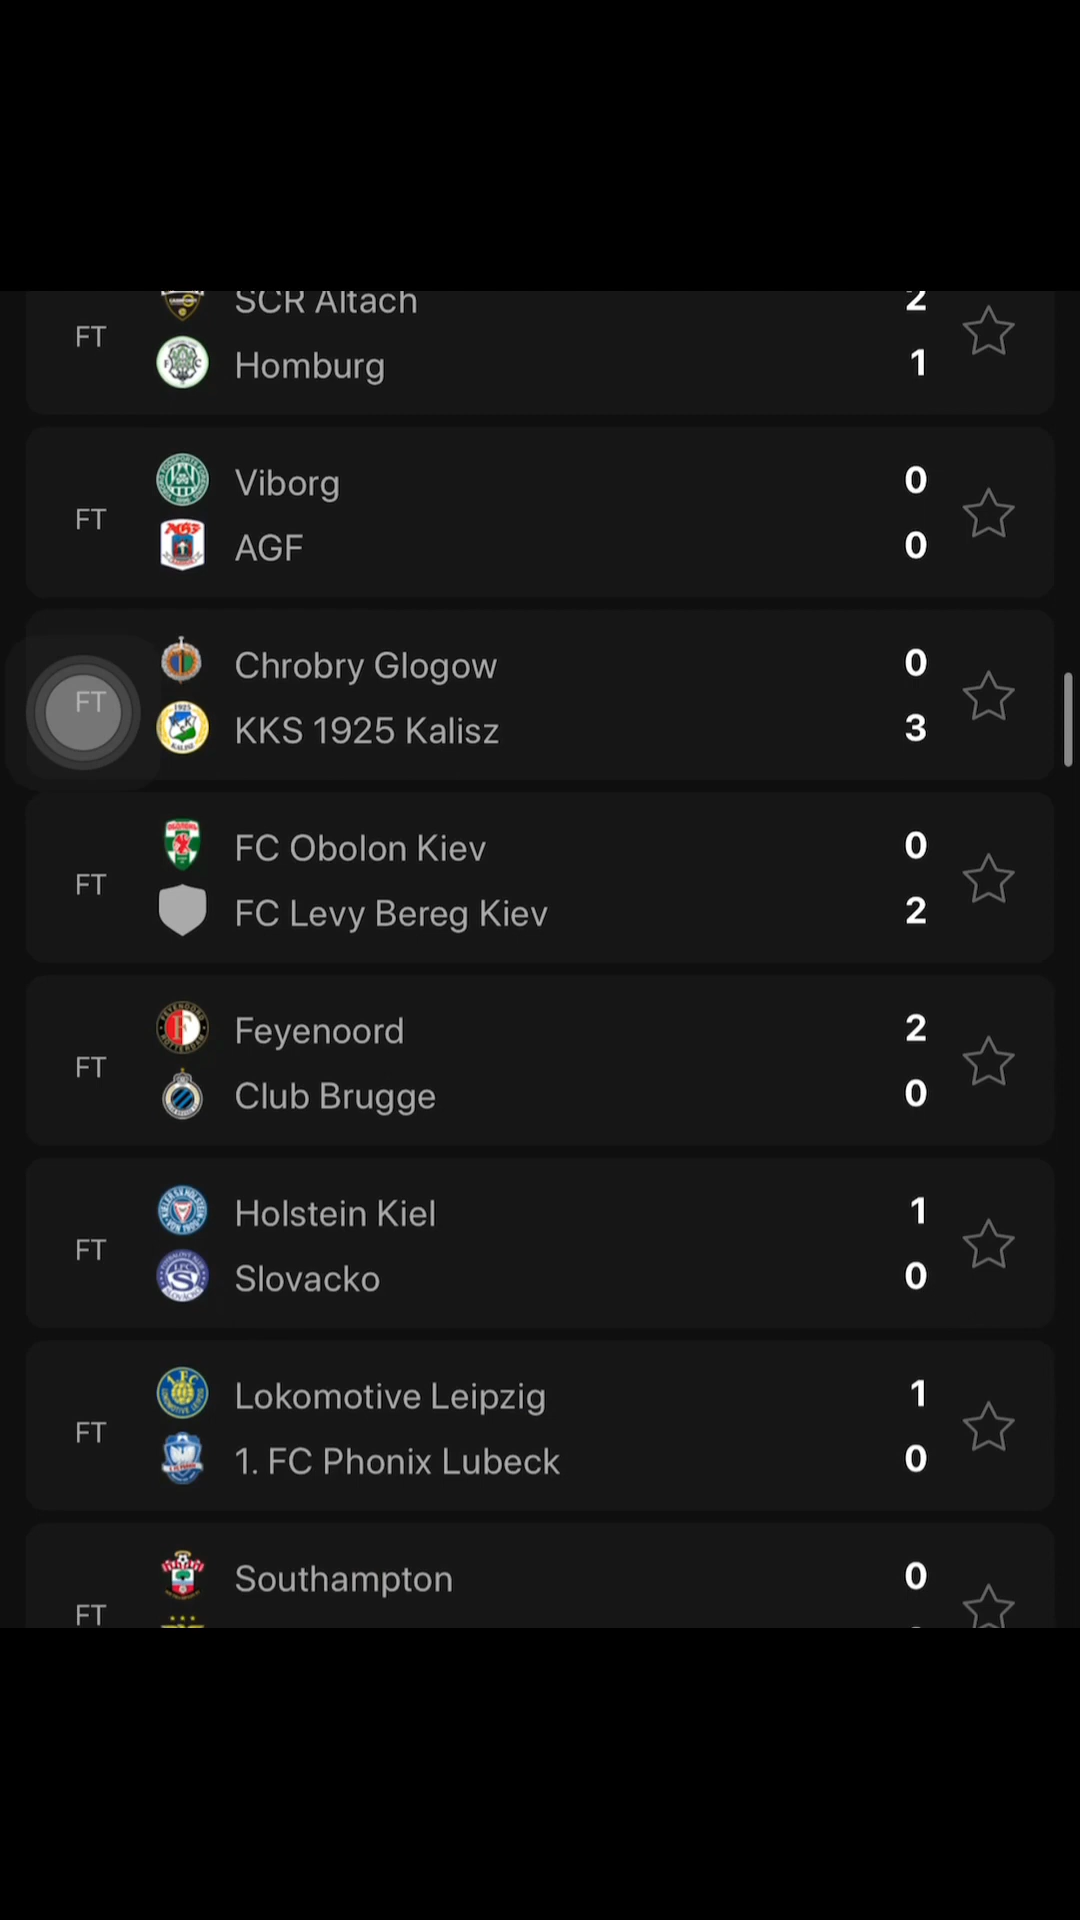 SCR Altach 2
FT
Homburg 1
Viborg 0
FT
AGF 0
Chrobry Glogow 0
FT
KKS 1925 Kalisz 3
FC Obolon Kiev 0
FT
FC Levy Bereg Kiev 2
Feyenoord 2
FT
Club Brugge 0
Holstein Kiel 1
FT
Slovacko 0
Lokomotive Leipzig 1
FT
1. FC Phonix Lubeck 0
Southampton 0
FT